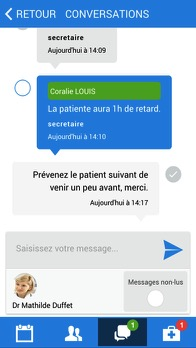 RETOUR CONVERSATIONS
secretaire
Aujourd'hui à 14:09
Coralie LOUIS
La patiente aura 1h de retard.
secretaire
Aujourd'hui à 14:10
Prévenez le patient suivant de
venir un peu avant, merci.
Aujourd'hui à 14:17
Saisissez votre message...
Messages non-lus
Dr Mathilde Duffet
1
1